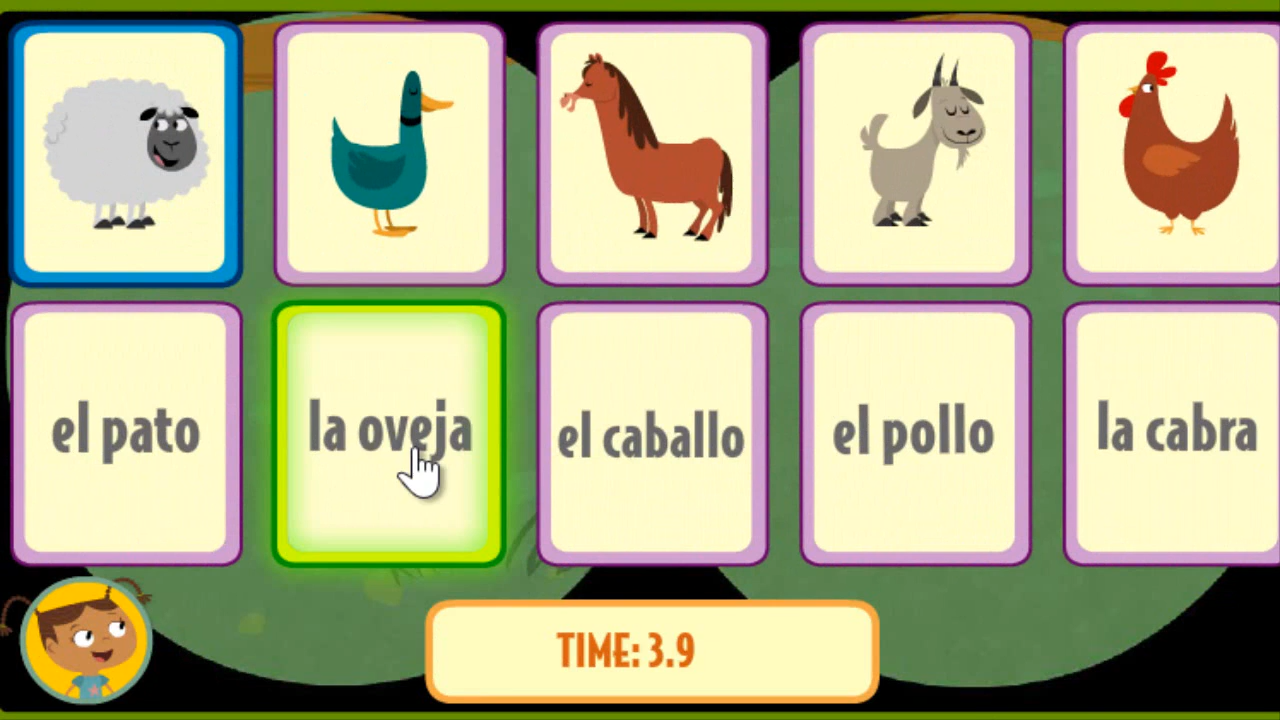 el pato
la oveja
el caballo
el pollo
la cabra
TIME: 3.9